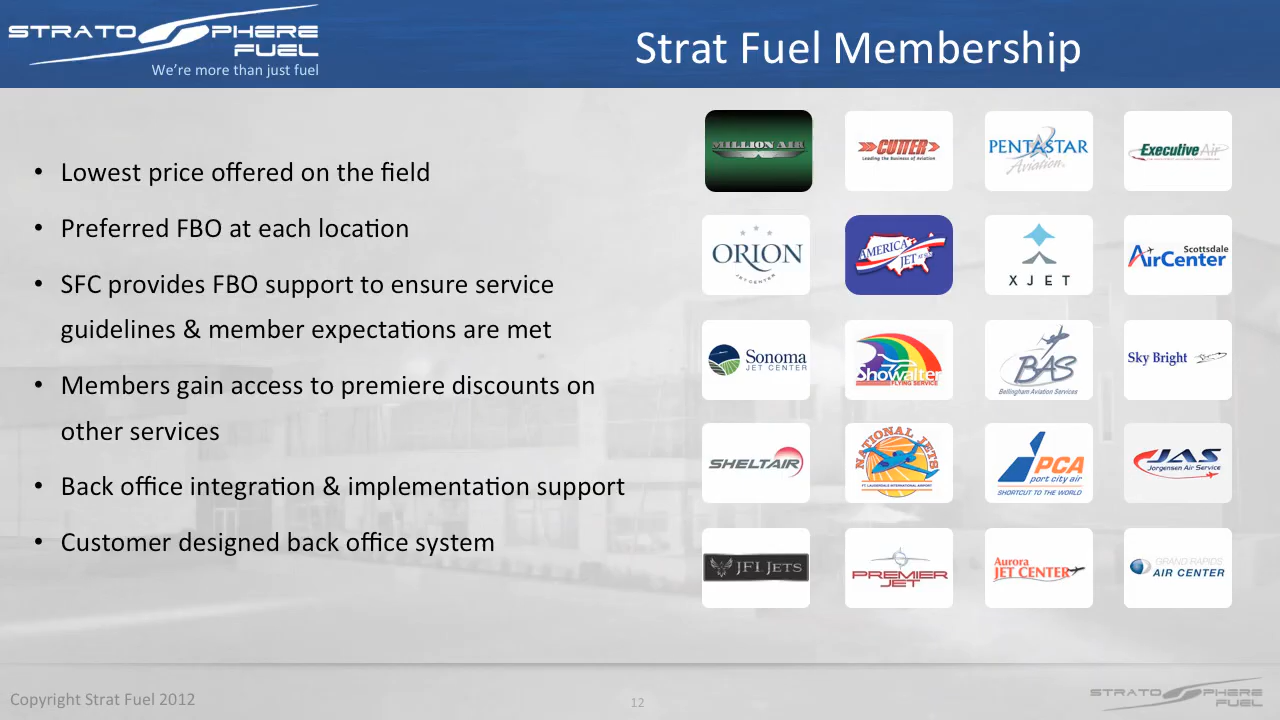 STRATOSPHERE
FUEL
We're more than just fuel
Strat Fuel Membership
• Lowest price offered on the field
• Preferred FBO at each location
• SFC provides FBO support to ensure service
guidelines & member expectations are met
• Members gain access to premiere discounts on
other services
• Back office integration & implementation support
• Customer designed back office system
MILLION AIR
CUTTER
Leading the Business of Aviation
PENTASTAR
Aviation
Executive Air
ORION
JETCENTER
AMERICA
JET
XJET
Scottsdale
AirCenter
Sonoma
JET CENTER
Showalter
FLYING SERVICE
BAS
Bellingham Aviation Services
Sky Bright
SHELTAIR
NATIONAL JETS
FT. LAUDERDALE INTERNATIONAL AIRPORT
PCA
port city air
SHORTCUT TO THE WORLD
JAS
Jorgensen Air Service
JFI JETS
PREMIER
JET
Aurora
JET CENTER
GRAND RAPIDS
AIR CENTER
Copyright Strat Fuel 2012
12
STRATOSPHERE
FUEL